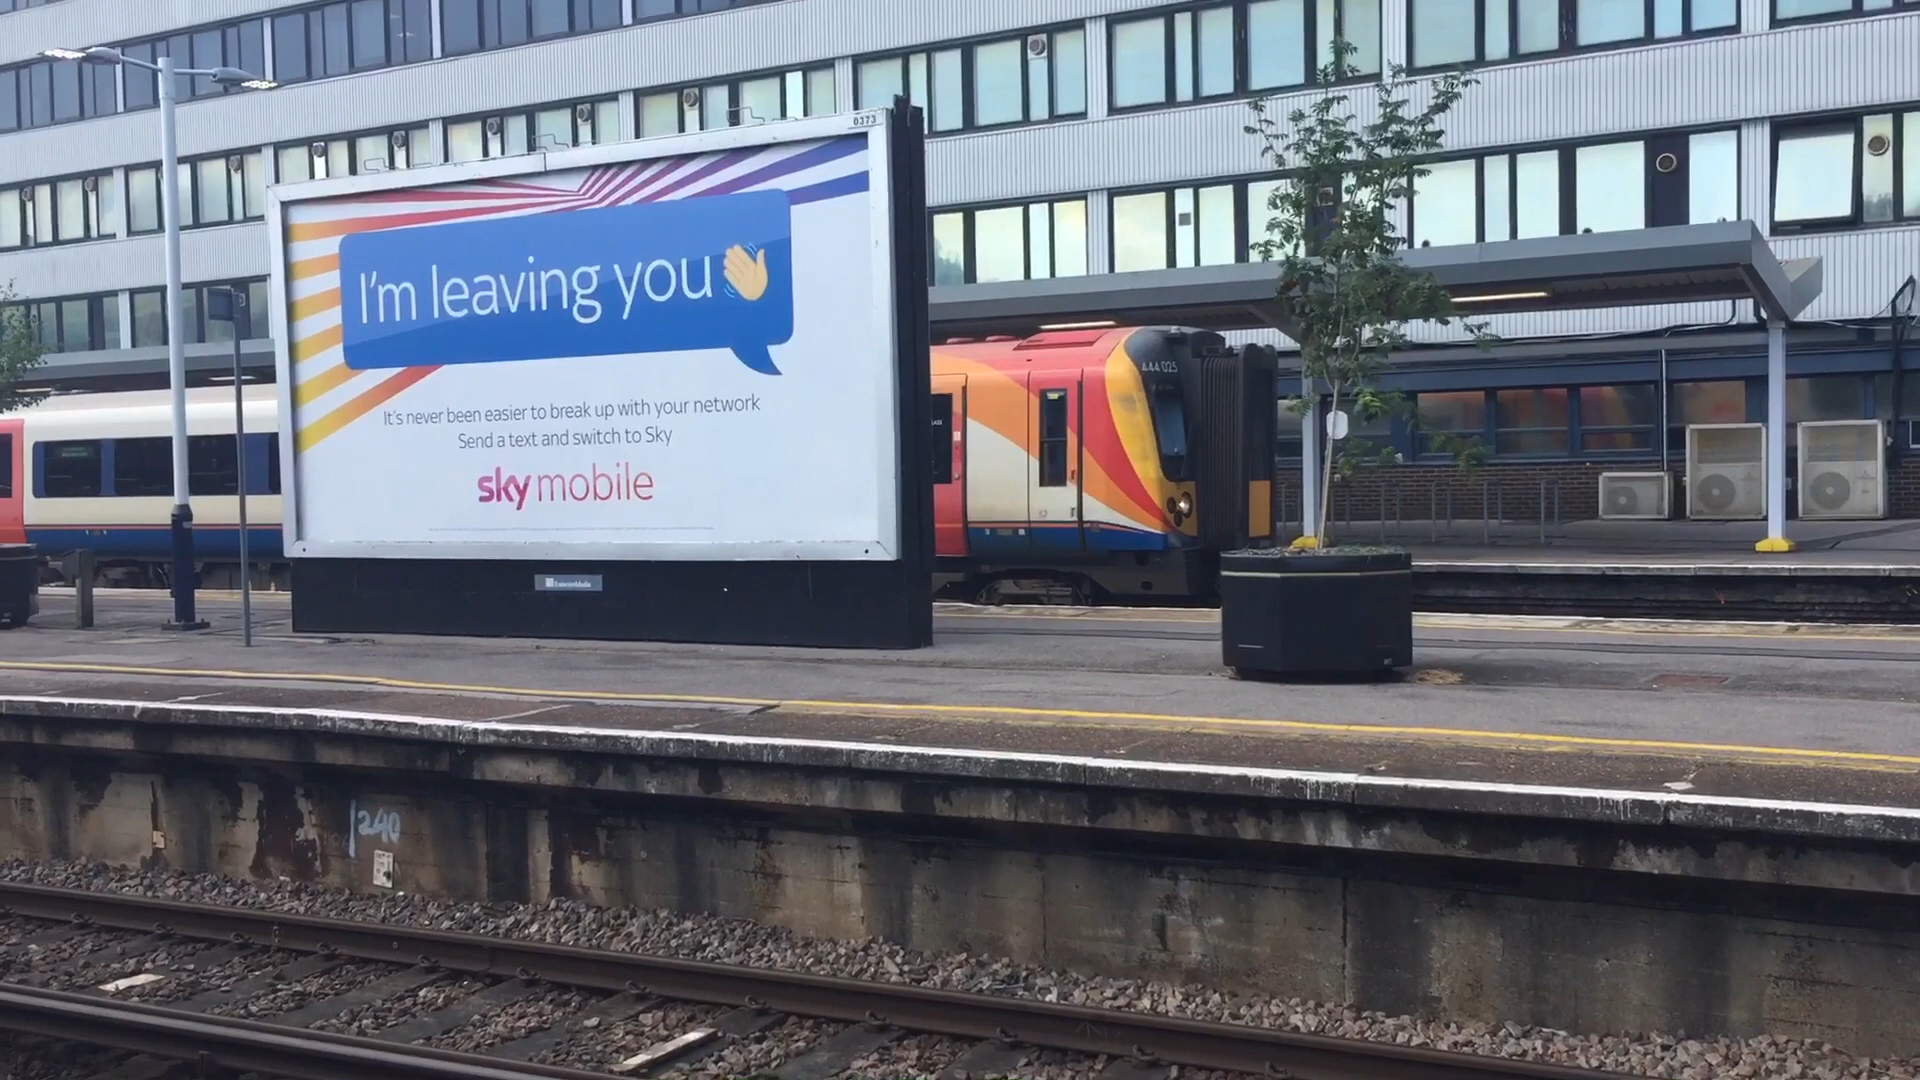 0373
I'm leaving you👋
It's never been easier to break up with your network
Send a text and switch to Sky
sky mobile
444 025
1240